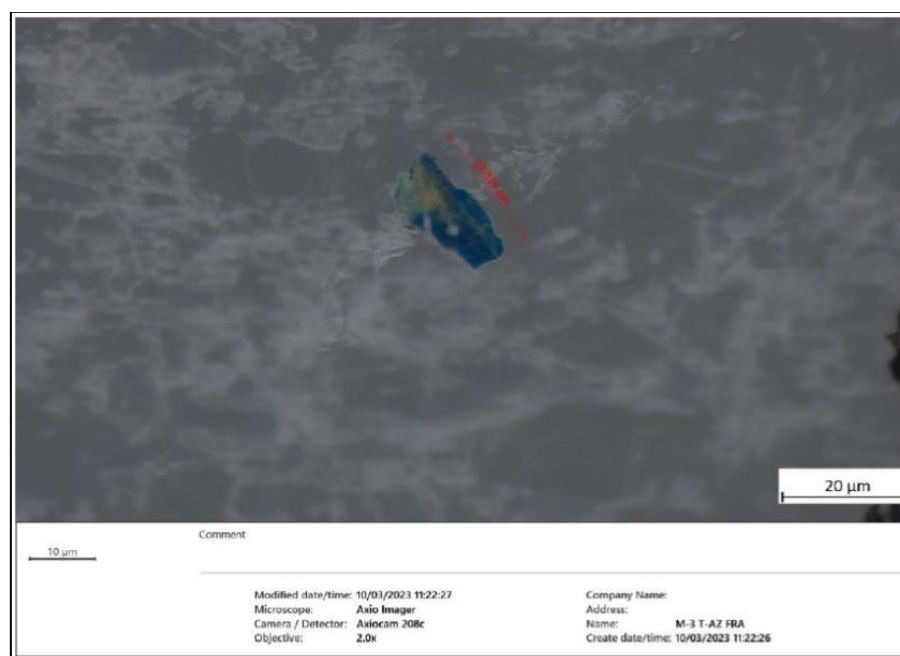 20 µm
Comment
10 µm
Modified date/time: 10/03/2023 11:22:27
Microscope: Axio Imager
Camera / Detector: Axiocam 208c
Objective: 2.0x
Company Name:
Address:
Name: M-3 T-AZ FRA
Create date/time: 10/03/2023 11:22:26